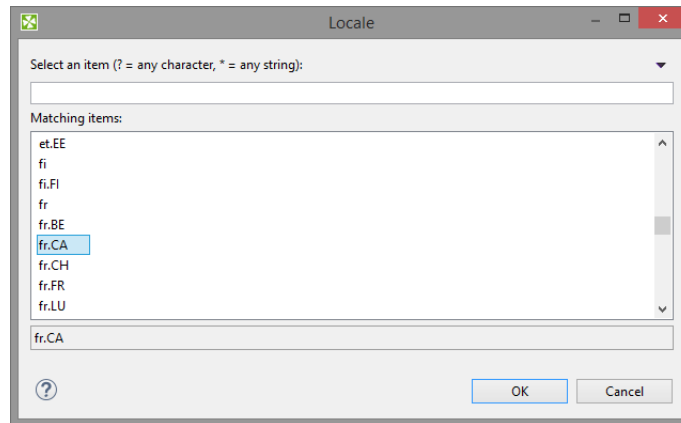 Locale
Select an item (? = any character, * = any string):
Matching items:
et.EE
fi
fi.FI
fr
fr.BE
fr.CA
fr.CH
fr.FR
fr.LU
fr.CA
OK Cancel